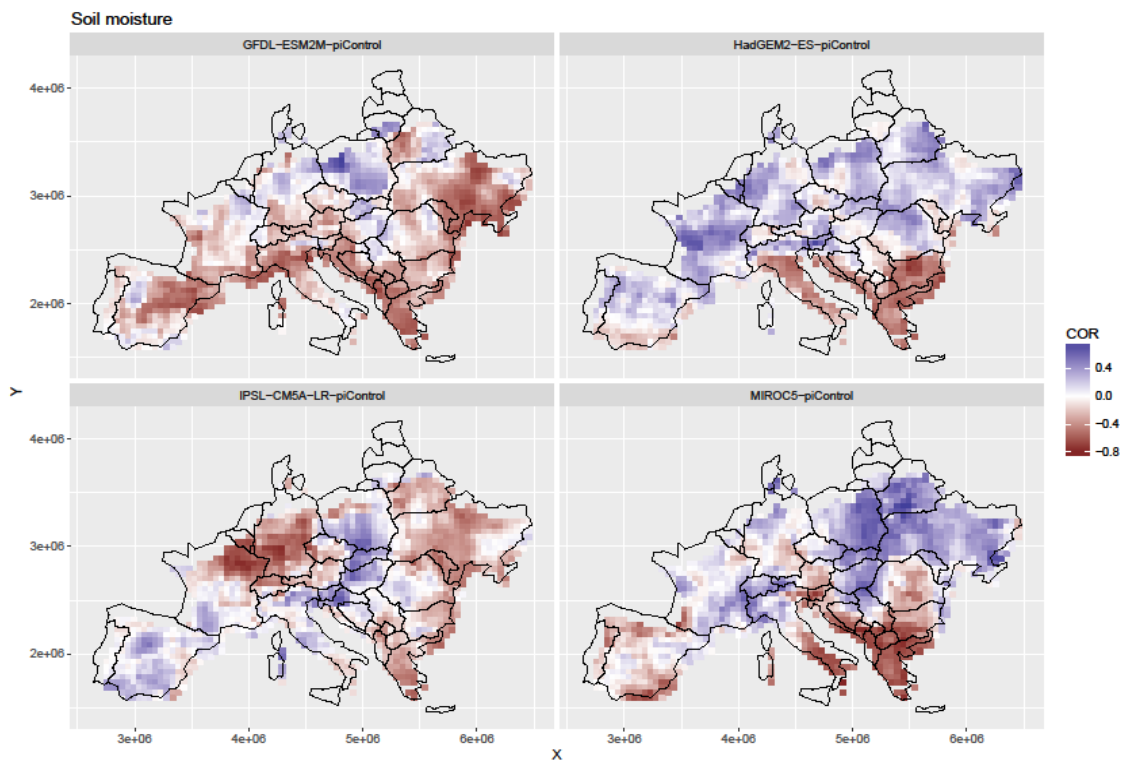 Soil moisture
GFDL-ESM2M-piControl
HadGEM2-ES-piControl
4e+06
3e+06
2e+06
IPSL-CM5A-LR-piControl
MIROC5-piControl
4e+06
3e+06
2e+06
Y
3e+06 4e+06 5e+06 6e+06
3e+06 4e+06 5e+06 6e+06
X
COR
0.4
0.0
-0.4
-0.8